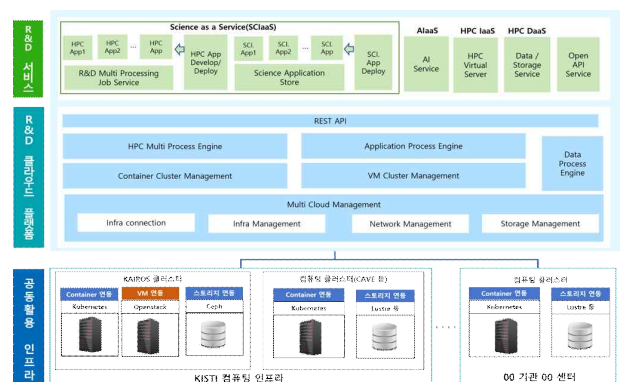 R&D 서비스
Science as a Service(SCIaaS)
HPC App1
HPC App2
...
HPC App
HPC App Develop/ Deploy
R&D Multi Processing Job Service
SCI. App1
SCI. App2
...
SCI. App
SCI. App Deploy
Science Application Store
AIaaS
AI Service
HPC IaaS
HPC Virtual Server
HPC DaaS
Data / Storage Service
Open API Service
R&D 클라우드 플랫폼
REST API
HPC Multi Process Engine
Application Process Engine
Data Process Engine
Container Cluster Management
VM Cluster Management
Multi Cloud Management
Infra connection
Infra Management
Network Management
Storage Management
공동활용 인프라
KAIROS 클러스터
Container 연동
Kubernetes
VM 연동
Openstack
스토리지 연동
Ceph
컴퓨팅 클러스터(CAVE 등)
Container 연동
Kubernetes
스토리지 연동
Lustre 등
....
컴퓨팅 클러스터
Container 연동
Kubernetes
스토리지 연동
Lustre 등
KISTI 컴퓨팅 인프라
00 기관 00 센터